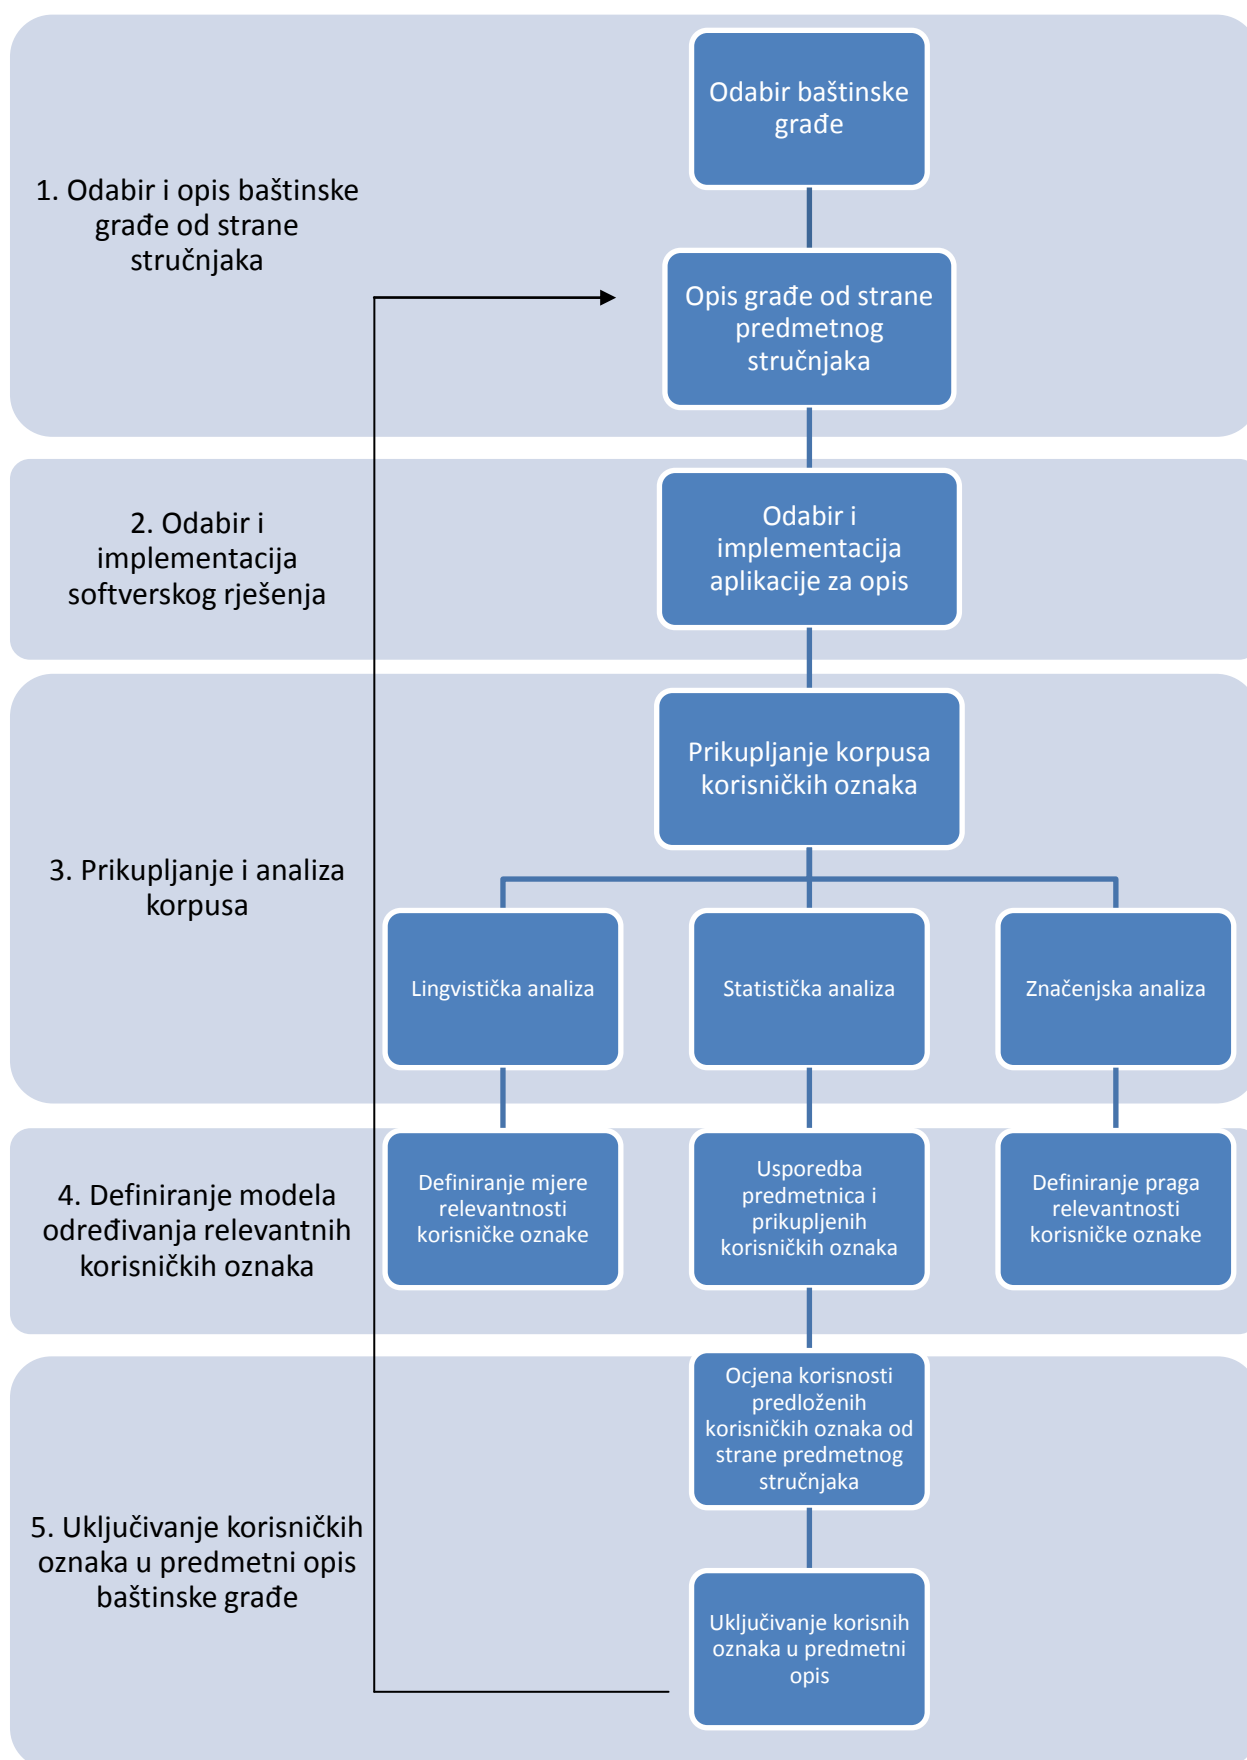 Odabir baštinske
građe
1. Odabir i opis baštinske
građe od strane
stručnjaka
Opis građe od strane
predmetnog
stručnjaka
2. Odabir i
implementacija
softverskog rješenja
Odabir i
implementacija
aplikacije za opis
Prikupljanje korpusa
korisničkih oznaka
3. Prikupljanje i analiza
korpusa
Lingvistička analiza
Statistička analiza
Značenjska analiza
4. Definiranje modela
određivanja relevantnih
korisničkih oznaka
Definiranje mjere
relevantnosti
korisničke oznake
Usporedba
predmetnica i
prikupljenih
korisničkih oznaka
Definiranje praga
relevantnosti
korisničke oznake
Ocjena korisnosti
predloženih
korisničkih oznaka od
strane predmetnog
stručnjaka
5. Uključivanje korisničkih
oznaka u predmetni opis
baštinske građe
Uključivanje korisnih
oznaka u predmetni
opis